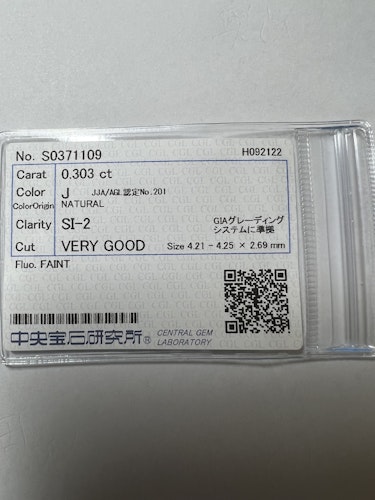 No. S0371109 H092122
Carat 0.303 ct
Color J JJA/AGL認定No.201
ColorOrigin NATURAL
Clarity SI-2 GIAグレーディング
システムに準拠
Cut VERY GOOD Size 4.21 - 4.25 × 2.69 mm
Fluo. FAINT
中央宝石研究所® CENTRAL GEM
LABORATORY